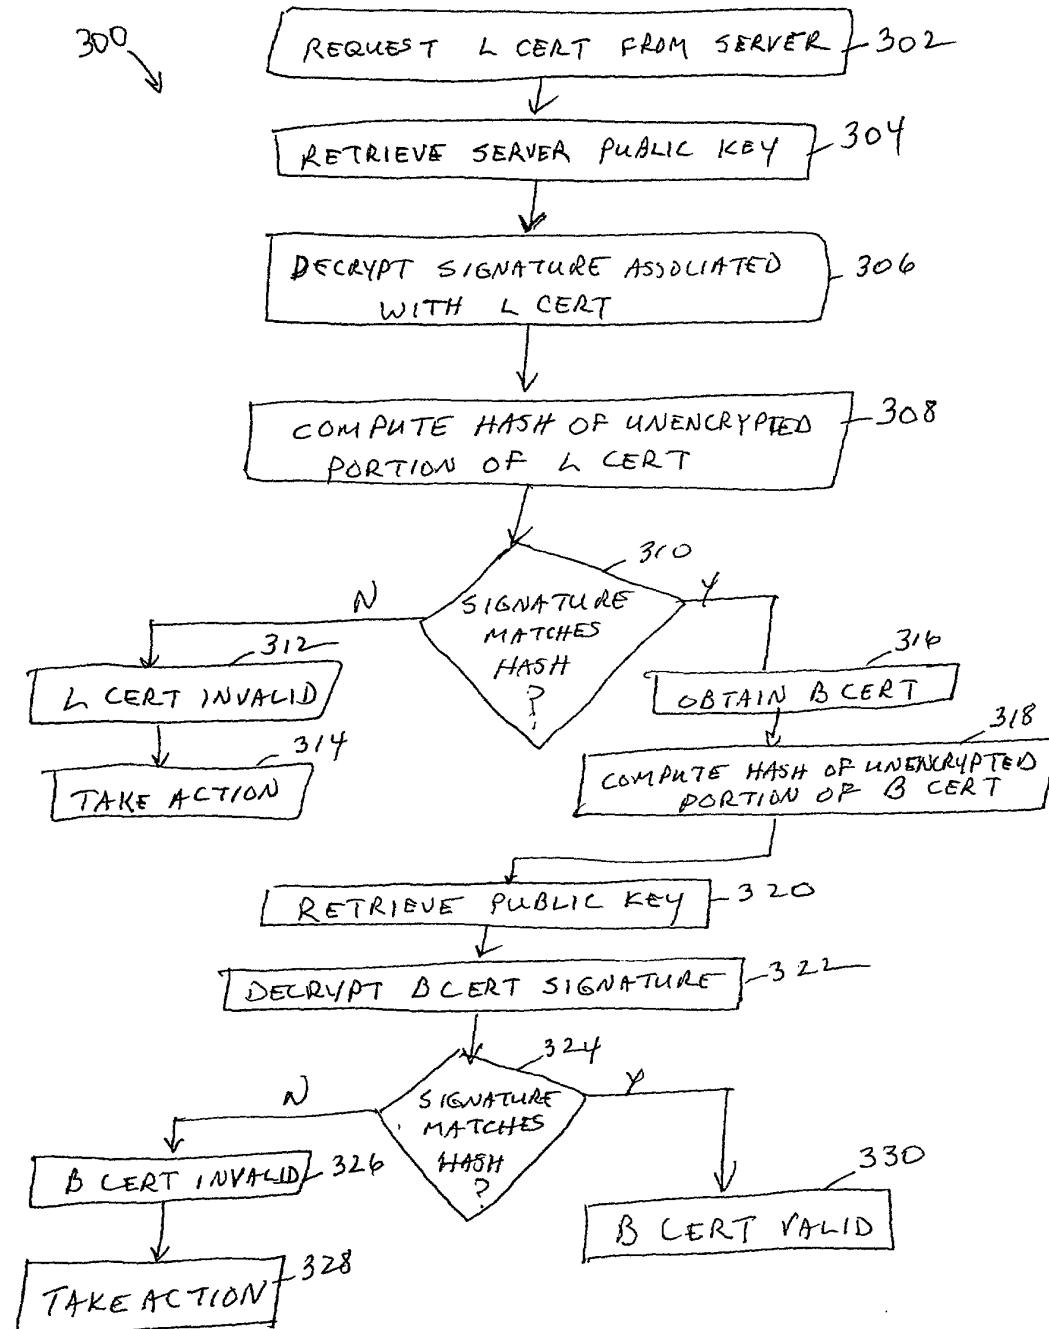 300
REQUEST L CERT FROM SERVER
302
RETRIEVE SERVER PUBLIC KEY
304
DECRYPT SIGNATURE ASSOCIATED
WITH L CERT
306
COMPUTE HASH OF UNENCRYPTED
PORTION OF L CERT
308
310
SIGNATURE
MATCHES
HASH
?
N
Y
312
L CERT INVALID
314
TAKE ACTION
316
OBTAIN B CERT
318
COMPUTE HASH OF UNENCRYPTED
PORTION OF B CERT
RETRIEVE PUBLIC KEY
320
DECRYPT B CERT SIGNATURE
322
324
SIGNATURE
MATCHES
HASH
?
N
Y
B CERT INVALID
326
TAKE ACTION
328
330
B CERT VALID